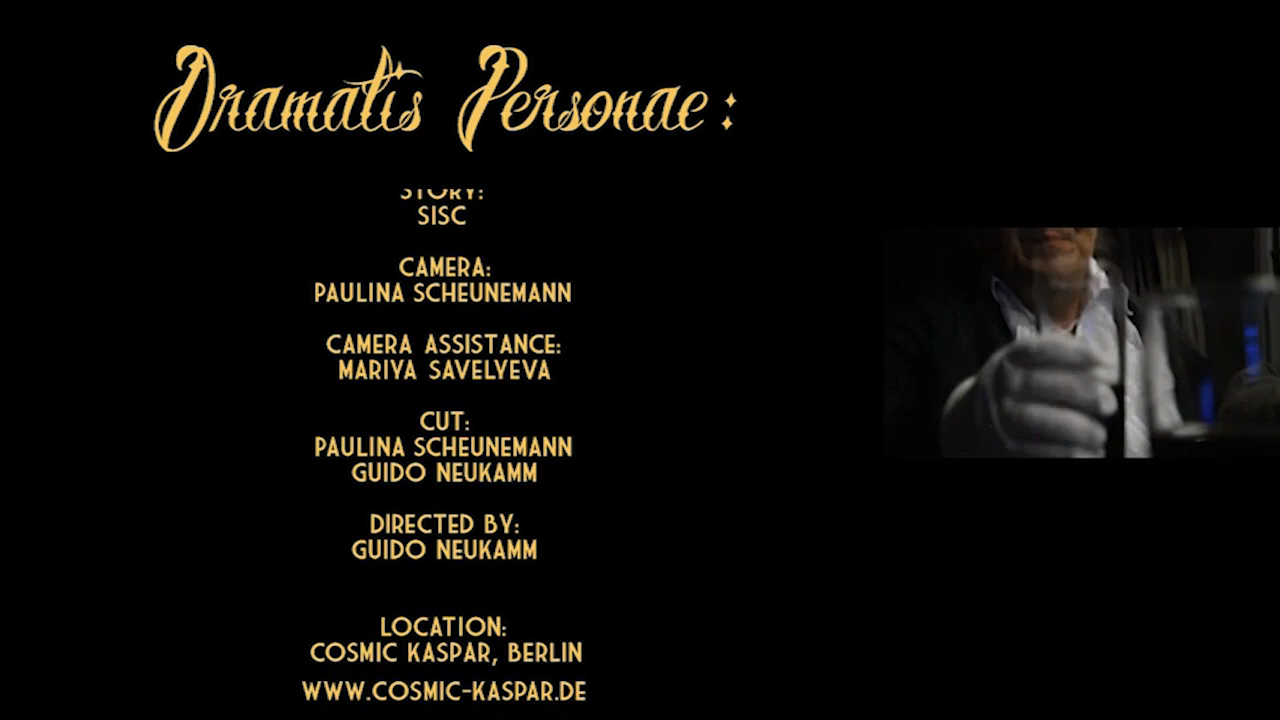 Dramatis Personae:
STORY:
SISC
CAMERA:
PAULINA SCHEUNEMANN
CAMERA ASSISTANCE:
MARIYA SAVELYEVA
CUT:
PAULINA SCHEUNEMANN
GUIDO NEUKAMM
DIRECTED BY:
GUIDO NEUKAMM
LOCATION:
COSMIC KASPAR, BERLIN
WWW.COSMIC-KASPAR.DE